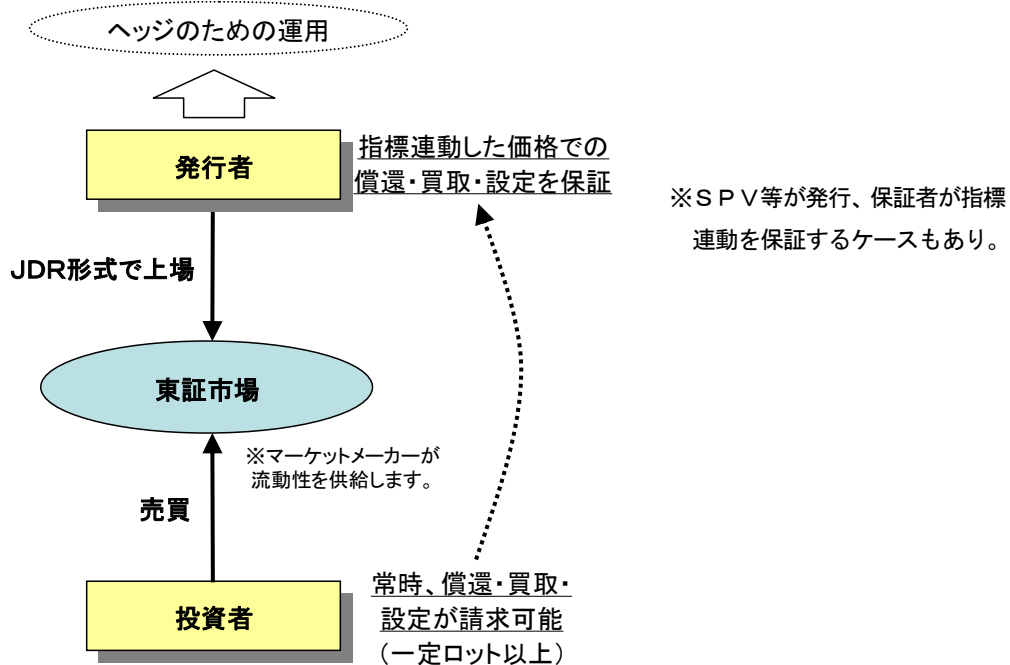 ヘッジのための運用
発行者
指標連動した価格での
償還・買取・設定を保証
※ＳＰＶ等が発行、保証者が指標
連動を保証するケースもあり。
JDR形式で上場
東証市場
※マーケットメーカーが
流動性を供給します。
売買
投資者
常時、償還・買取・
設定が請求可能
（一定ロット以上）